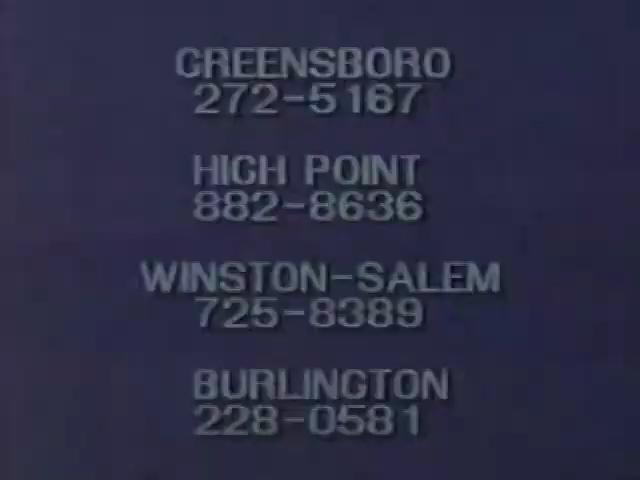 GREENSBORO
272-5167
HIGH POINT
882-8636
WINSTON-SALEM
725-8389
BURLINGTON
228-0581